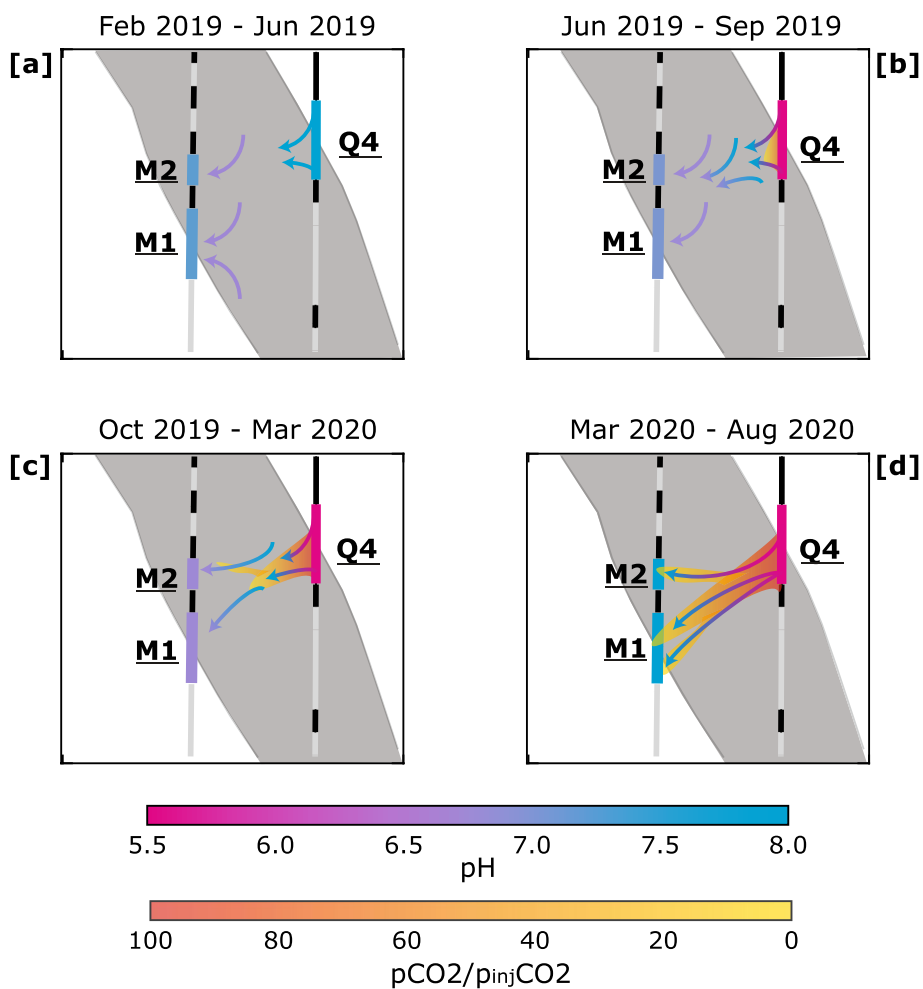 Feb 2019 - Jun 2019
Jun 2019 - Sep 2019
[a]
[b]
M2
Q4
M1
M2
Q4
M1
Oct 2019 - Mar 2020
Mar 2020 - Aug 2020
[c]
[d]
M2
Q4
M1
M2
Q4
M1
5.5 6.0 6.5 7.0 7.5 8.0
pH
100 80 60 40 20 0
pCO2/pinjCO2